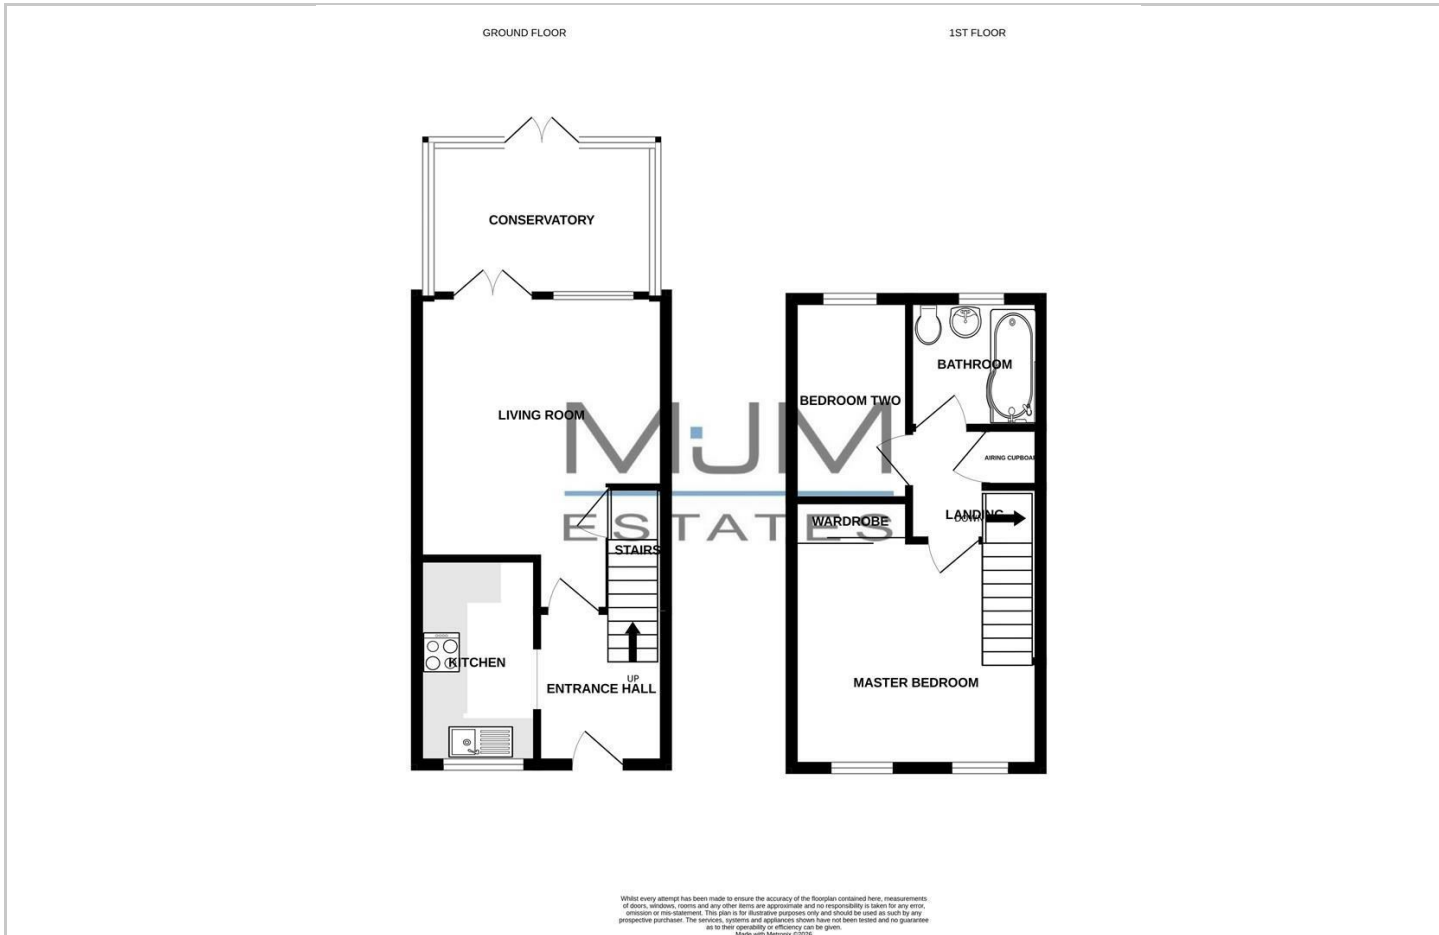 GROUND FLOOR
1ST FLOOR
CONSERVATORY
LIVING ROOM
STAIRS
KITCHEN
UP
ENTRANCE HALL
BATHROOM
BEDROOM TWO
AIRING CUPBOA
LANDING
DOWN
WARDROBE
MASTER BEDROOM
MJM
ESTATES
Whilst every attempt has been made to ensure the accuracy of the floorplan contained here, measurements
of doors, windows, rooms and any other items are approximate and no responsibility is taken for any error,
omission or mis-statement. This plan is for illustrative purposes only and should be used as such by any
prospective purchaser. The services, systems and appliances shown have not been tested and no guarantee
as to their operability or efficiency can be given.
Made with Metropix ©2026